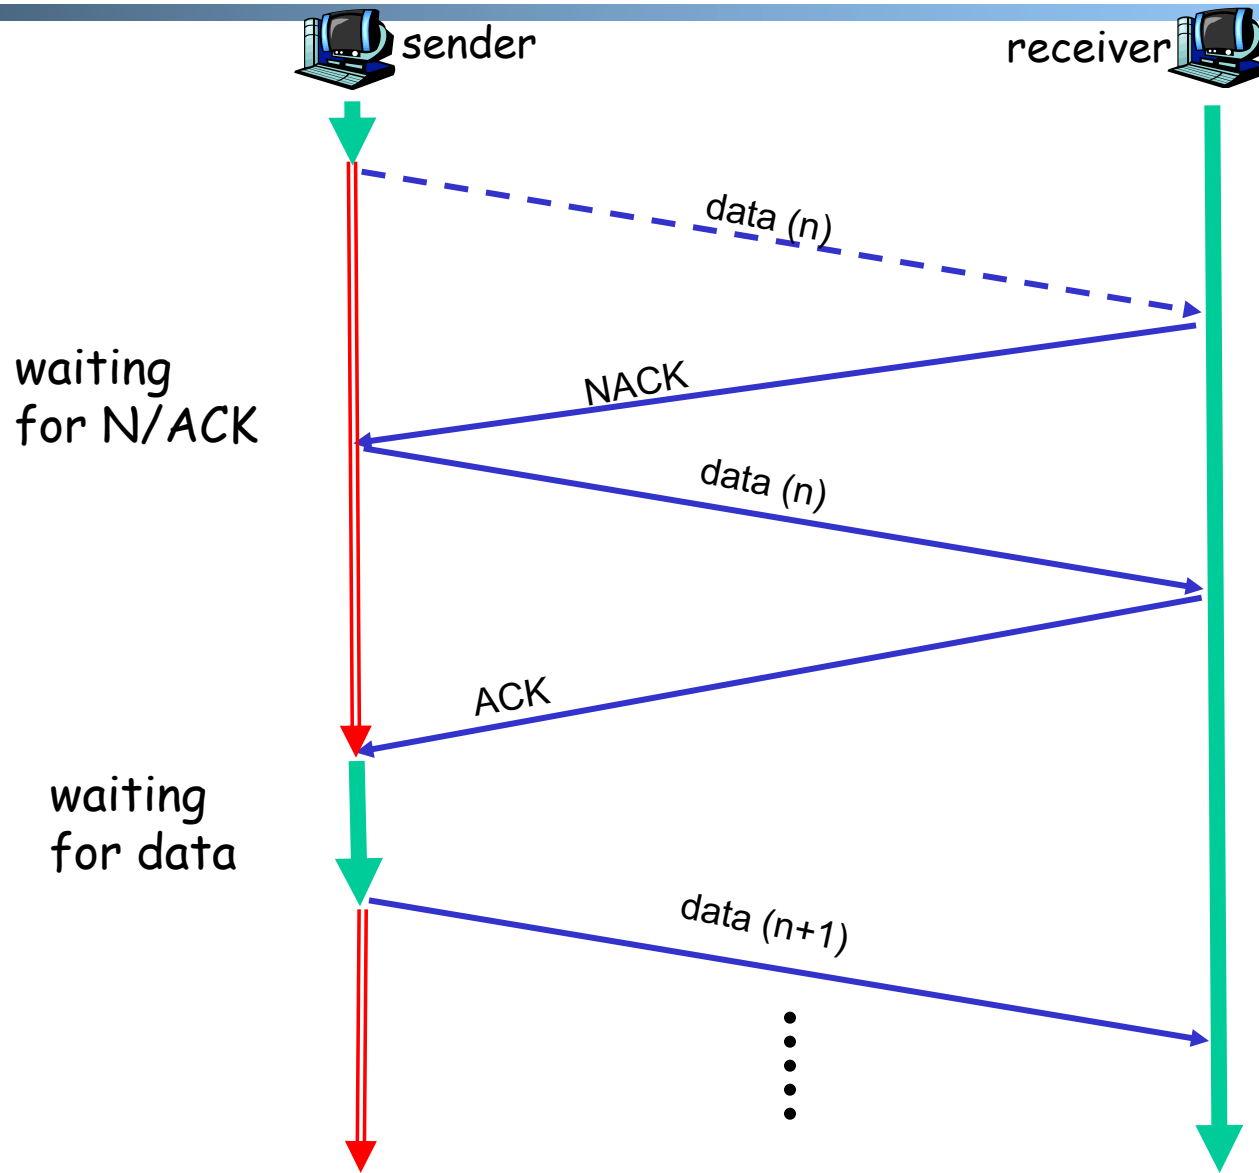 sender
receiver
data (n)
waiting
for N/ACK
NACK
data (n)
ACK
waiting
for data
data (n+1)